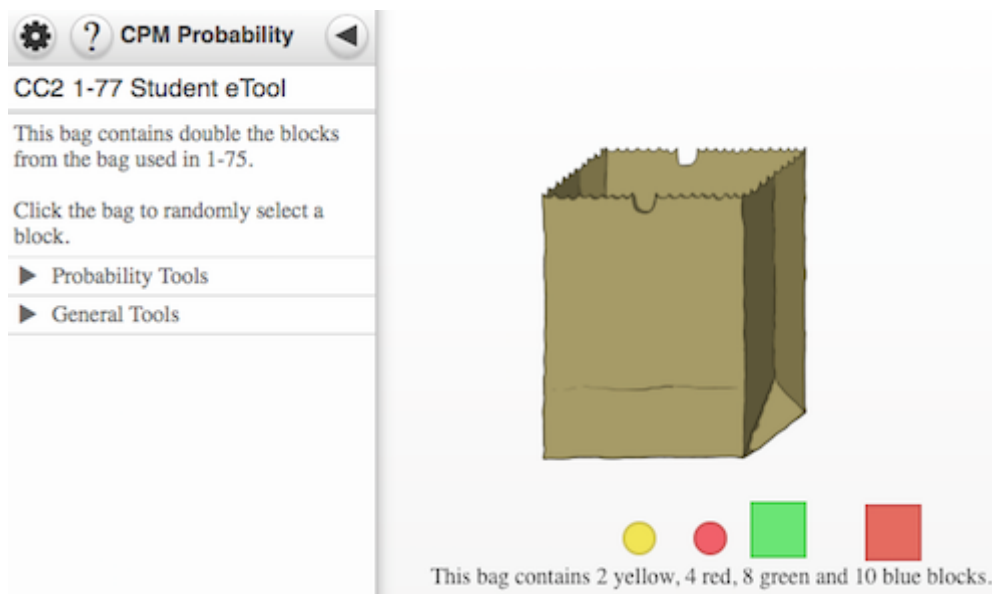 ? CPM Probability
CC2 1-77 Student eTool
This bag contains double the blocks
from the bag used in 1-75.
Click the bag to randomly select a
block.
Probability Tools
General Tools
This bag contains 2 yellow, 4 red, 8 green and 10 blue blocks.